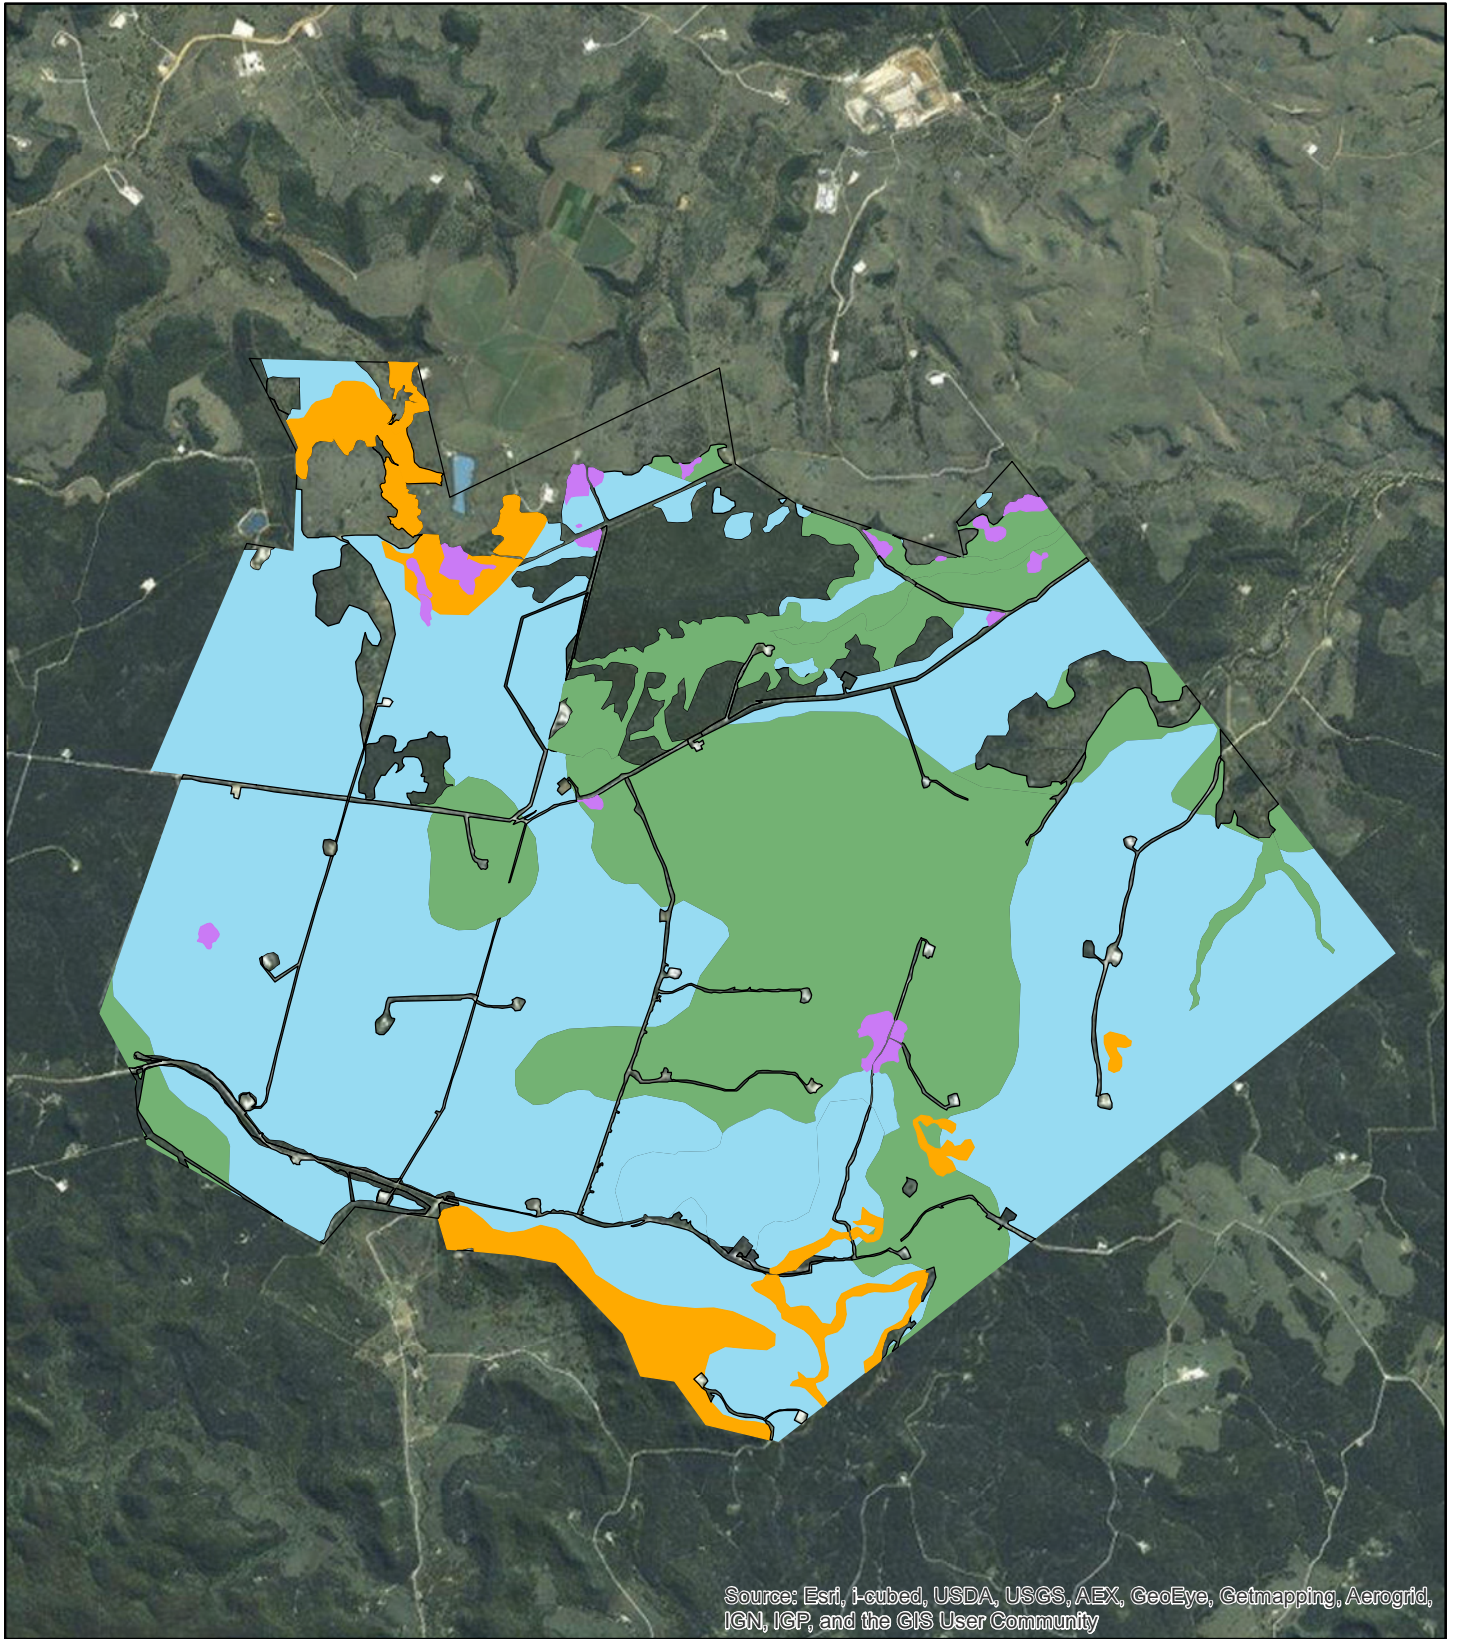 Source: Esri, i-cubed, USDA, USGS, AEX, GeoEye, Getmapping, Aerogrid,
IGN, IGP, and the GIS User Community